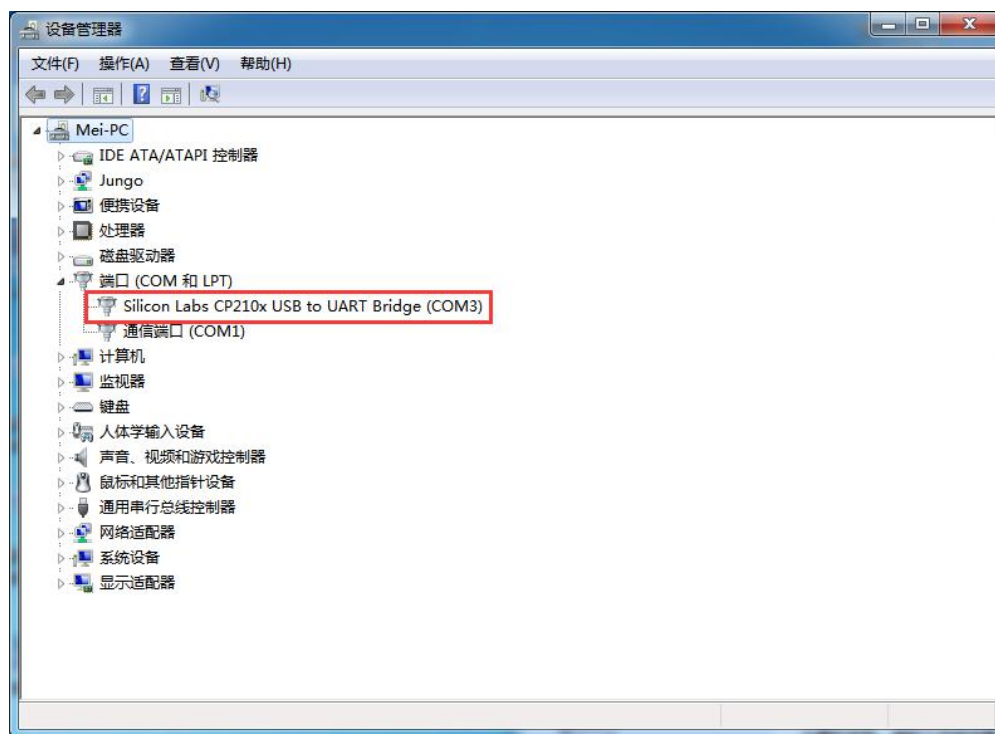 设备管理器
文件(F) 操作(A) 查看(V) 帮助(H)
Mei-PC
IDE ATA/ATAPI 控制器
Jungo
便携设备
处理器
磁盘驱动器
端口 (COM 和 LPT)
Silicon Labs CP210x USB to UART Bridge (COM3)
通信端口 (COM1)
计算机
监视器
键盘
人体学输入设备
声音、视频和游戏控制器
鼠标和其他指针设备
通用串行总线控制器
网络适配器
系统设备
显示适配器